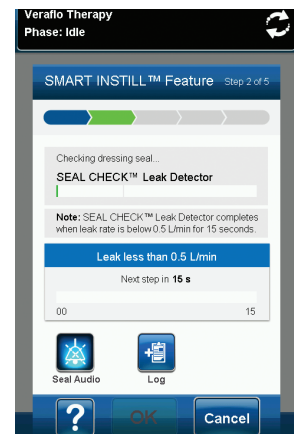 Veraflo Therapy
Phase: Idle
SMART INSTILL™ Feature Step 2 of 5
Checking dressing seal...
SEAL CHECK™ Leak Detector
Note: SEAL CHECK™ Leak Detector completes
when leak rate is below 0.5 L/min for 15 seconds.
Leak less than 0.5 L/min
Next step in 15 s
00 15
Seal Audio Log
? OK Cancel